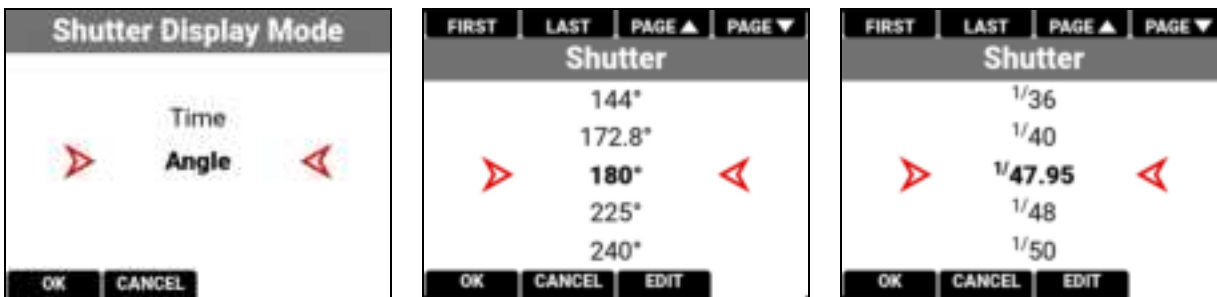 Shutter Display Mode
Time
Angle
OK CANCEL
FIRST LAST PAGE▲ PAGE▼
Shutter
144°
172.8°
180°
225°
240°
OK CANCEL EDIT
FIRST LAST PAGE▲ PAGE▼
Shutter
1/36
1/40
1/47.95
1/48
1/50
OK CANCEL EDIT